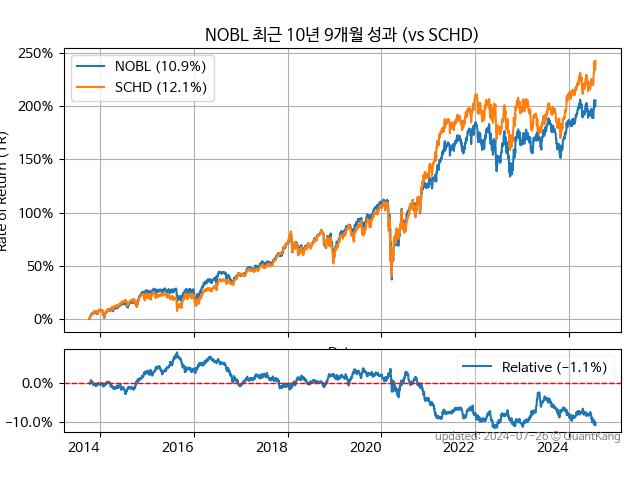 NOBL 최근 10년 9개월 성과 (vs SCHD)
250%
200%
150%
100%
50%
0%
Rate of Return (TR)
NOBL (10.9%)
SCHD (12.1%)
0.0%
-10.0%
Relative (-1.1%)
2014
2016
2018
2020
2022
2024
updated: 2024-07-26 © QuantKang